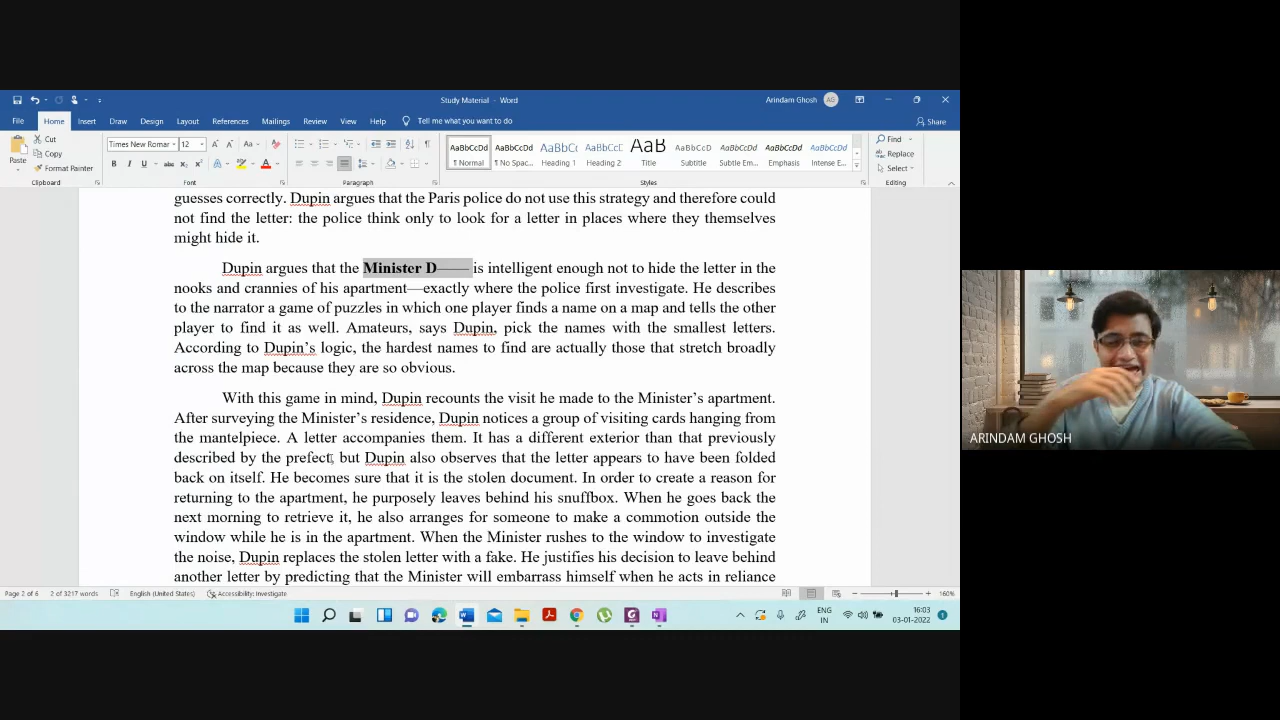 Study Material - Word
Arindam Ghosh
AG
File Home Insert Draw Design Layout References Mailings Review View Help Tell me what you want to do
Share
Paste
Cut
Copy
Format Painter
Clipboard
Times New Romar 12
Font
Paragraph
AaBbCcDd AaBbCcDd AaBbCc AaBbCcC AaB AaBbCcD AaBbCcDd AaBbCcDd AaBbCcDd
¶ Normal ¶ No Spac... Heading 1 Heading 2 Title Subtitle Subtle Em... Emphasis Intense E...
Styles
Find
Replace
Select
Editing
guesses correctly. Dupin argues that the Paris police do not use this strategy and therefore could
not find the letter: the police think only to look for a letter in places where they themselves
might hide it.
Dupin argues that the Minister D—— is intelligent enough not to hide the letter in the
nooks and crannies of his apartment—exactly where the police first investigate. He describes
to the narrator a game of puzzles in which one player finds a name on a map and tells the other
player to find it as well. Amateurs, says Dupin, pick the names with the smallest letters.
According to Dupin’s logic, the hardest names to find are actually those that stretch broadly
across the map because they are so obvious.
With this game in mind, Dupin recounts the visit he made to the Minister’s apartment.
After surveying the Minister’s residence, Dupin notices a group of visiting cards hanging from
the mantelpiece. A letter accompanies them. It has a different exterior than that previously
described by the prefect, but Dupin also observes that the letter appears to have been folded
back on itself. He becomes sure that it is the stolen document. In order to create a reason for
returning to the apartment, he purposely leaves behind his snuffbox. When he goes back the
next morning to retrieve it, he also arranges for someone to make a commotion outside the
window while he is in the apartment. When the Minister rushes to the window to investigate
the noise, Dupin replaces the stolen letter with a fake. He justifies his decision to leave behind
another letter by predicting that the Minister will embarrass himself when he acts in reliance
Page 2 of 6 2 of 3217 words English (United States) Accessibility: Investigate
160%
ENG
IN
16:03
03-01-2022
ARINDAM GHOSH